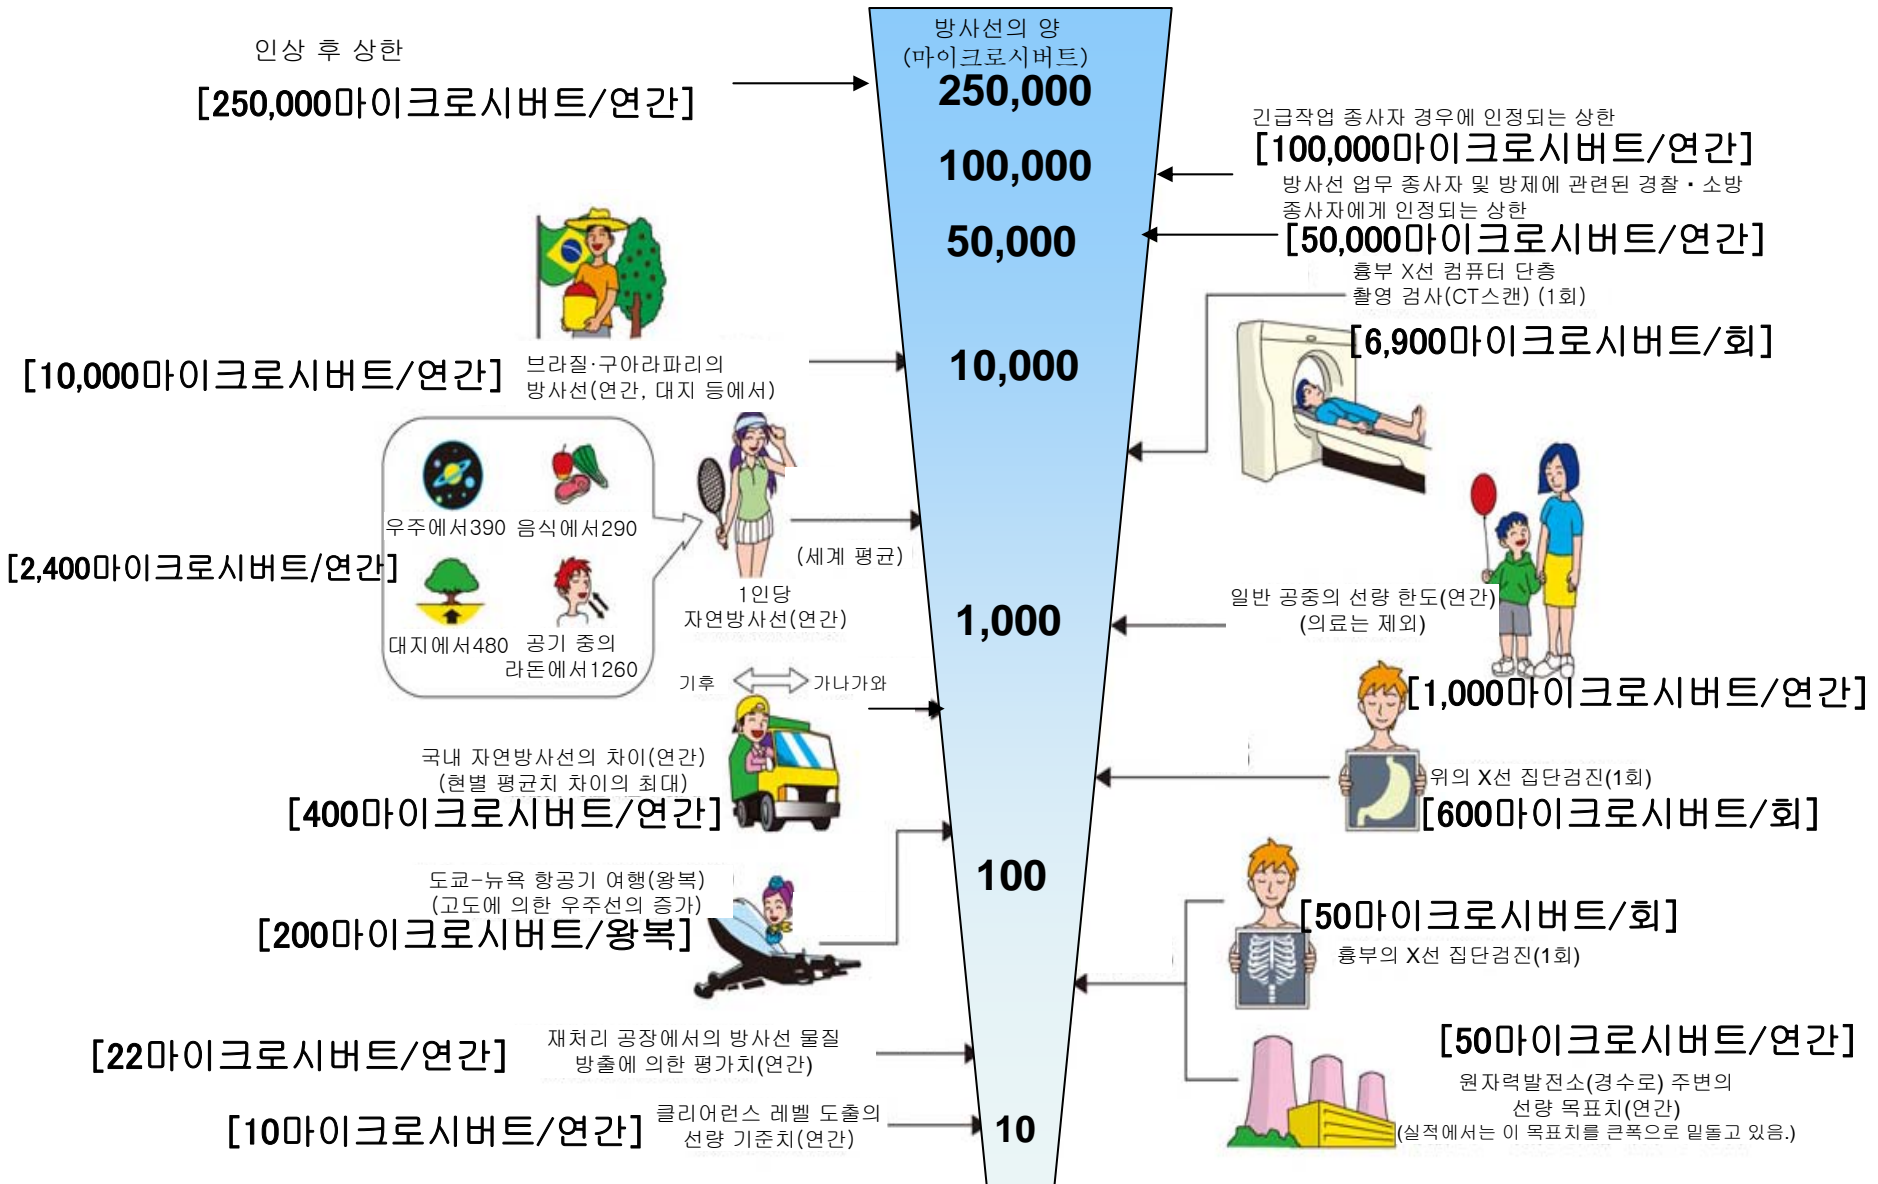 방사선의 양
(마이크로시버트)
250,000
100,000
50,000
10,000
1,000
100
10
인상 후 상한
[250,000마이크로시버트/연간]
[10,000마이크로시버트/연간]
브라질·구아라파리의
방사선(연간, 대지 등에서)
우주에서390
음식에서290
대지에서480
공기 중의
라돈에서1260
[2,400마이크로시버트/연간]
(세계 평균)
1인당
자연방사선(연간)
기후
가나가와
국내 자연방사선의 차이(연간)
(현별 평균치 차이의 최대)
[400마이크로시버트/연간]
도쿄-뉴욕 항공기 여행(왕복)
(고도에 의한 우주선의 증가)
[200마이크로시버트/왕복]
[22마이크로시버트/연간]
재처리 공장에서의 방사선 물질
방출에 의한 평가치(연간)
[10마이크로시버트/연간]
클리어런스 레벨 도출의
선량 기준치(연간)
긴급작업 종사자 경우에 인정되는 상한
[100,000마이크로시버트/연간]
방사선 업무 종사자 및 방제에 관련된 경찰・소방
종사자에게 인정되는 상한
[50,000마이크로시버트/연간]
흉부 X선 컴퓨터 단층
촬영 검사(CT스캔) (1회)
[6,900마이크로시버트/회]
일반 공중의 선량 한도(연간)
(의료는 제외)
[1,000마이크로시버트/연간]
위의 X선 집단검진(1회)
[600마이크로시버트/회]
[50마이크로시버트/회]
흉부의 X선 집단검진(1회)
[50마이크로시버트/연간]
원자력발전소(경수로) 주변의
선량 목표치(연간)
(실적에서는 이 목표치를 큰폭으로 밑돌고 있음.)